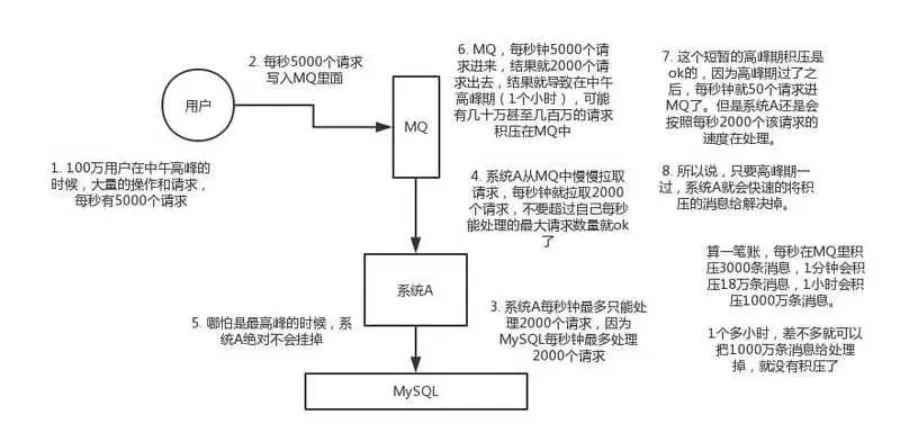 2. 每秒5000个请求
写入MQ里面
用户
MQ
1. 100万用户在中午高峰的
时候，大量的操作和请求，
每秒有5000个请求
6. MQ，每秒钟5000个请
求进来，结果就2000个请
求出去，结果就导致在中午
高峰期（1个小时），可能
有几十万甚至几百万的请求
积压在MQ中
7. 这个短暂的高峰期积压是
ok的，因为高峰期过了之
后，每秒钟就50个请求进
MQ了。但是系统A还是会
按照每秒2000个该请求的
速度在处理。
4. 系统A从MQ中慢慢拉取
请求，每秒钟就拉取2000
个请求，不要超过自己每秒
能处理的最大请求数量就ok
了
8. 所以说，只要高峰期一
过，系统A就会快速的将积
压的消息给解决掉。
系统A
5. 哪怕是最高峰的时候，系
统A绝对不会挂掉
3. 系统A每秒钟最多只能处
理2000个请求，因为
MySQL每秒钟最多处理
2000个请求
算一笔账，每秒在MQ里积
压3000条消息，1分钟会积
压18万条消息，1小时会积
压1000万条消息。
1个多小时，差不多就可以
把1000万条消息给处理
掉，就没有积压了
MySQL